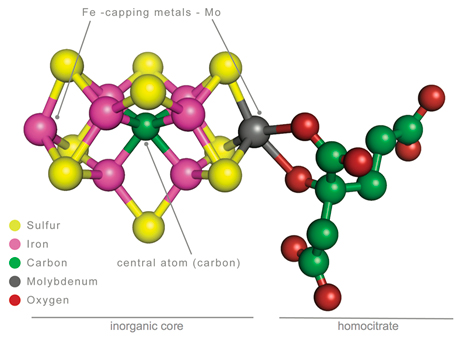 Fe -capping metals - Mo
Sulfur
Iron
Carbon
Molybdenum
Oxygen
central atom (carbon)
inorganic core
homocitrate